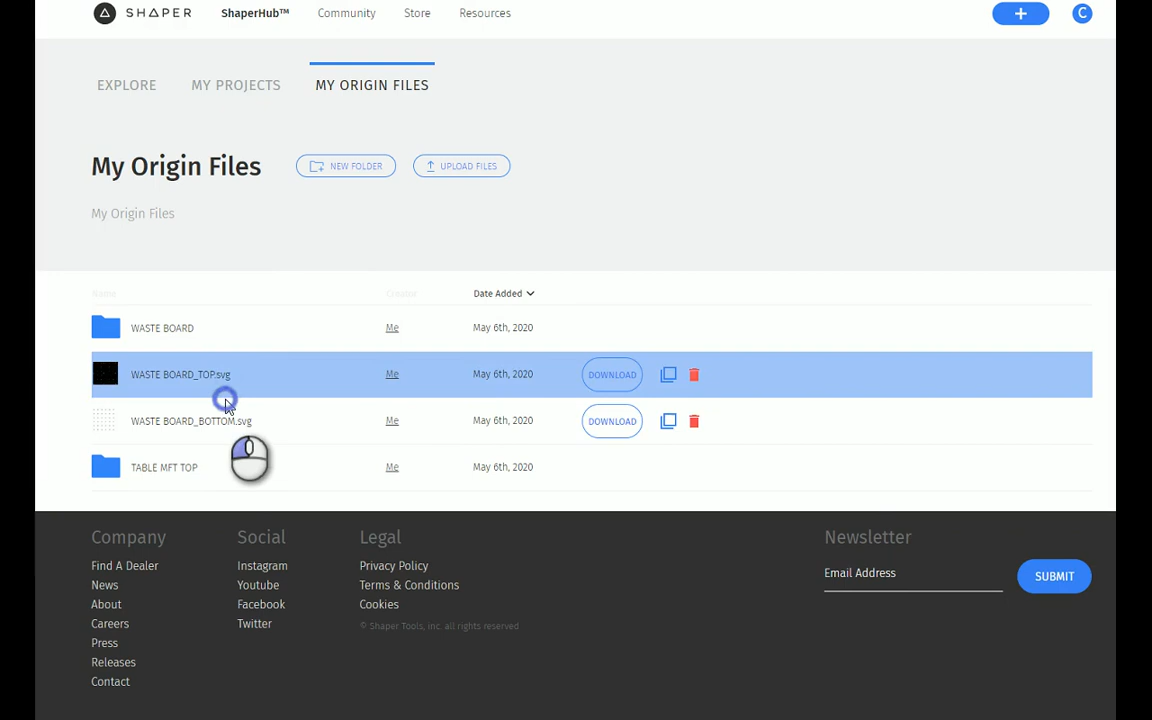 SHAPER ShaperHub™ Community Store Resources
C
EXPLORE MY PROJECTS MY ORIGIN FILES
My Origin Files NEW FOLDER UPLOAD FILES
My Origin Files
Name Creator Date Added
WASTE BOARD Me May 6th, 2020
WASTE BOARD_TOP.svg Me May 6th, 2020 DOWNLOAD
WASTE BOARD_BOTTOM.svg Me May 6th, 2020 DOWNLOAD
TABLE MFT TOP Me May 6th, 2020
Company
Find A Dealer
News
About
Careers
Press
Releases
Contact
Social
Instagram
Youtube
Facebook
Twitter
Legal
Privacy Policy
Terms & Conditions
Cookies
© Shaper Tools, inc. all rights reserved
Newsletter
Email Address
SUBMIT